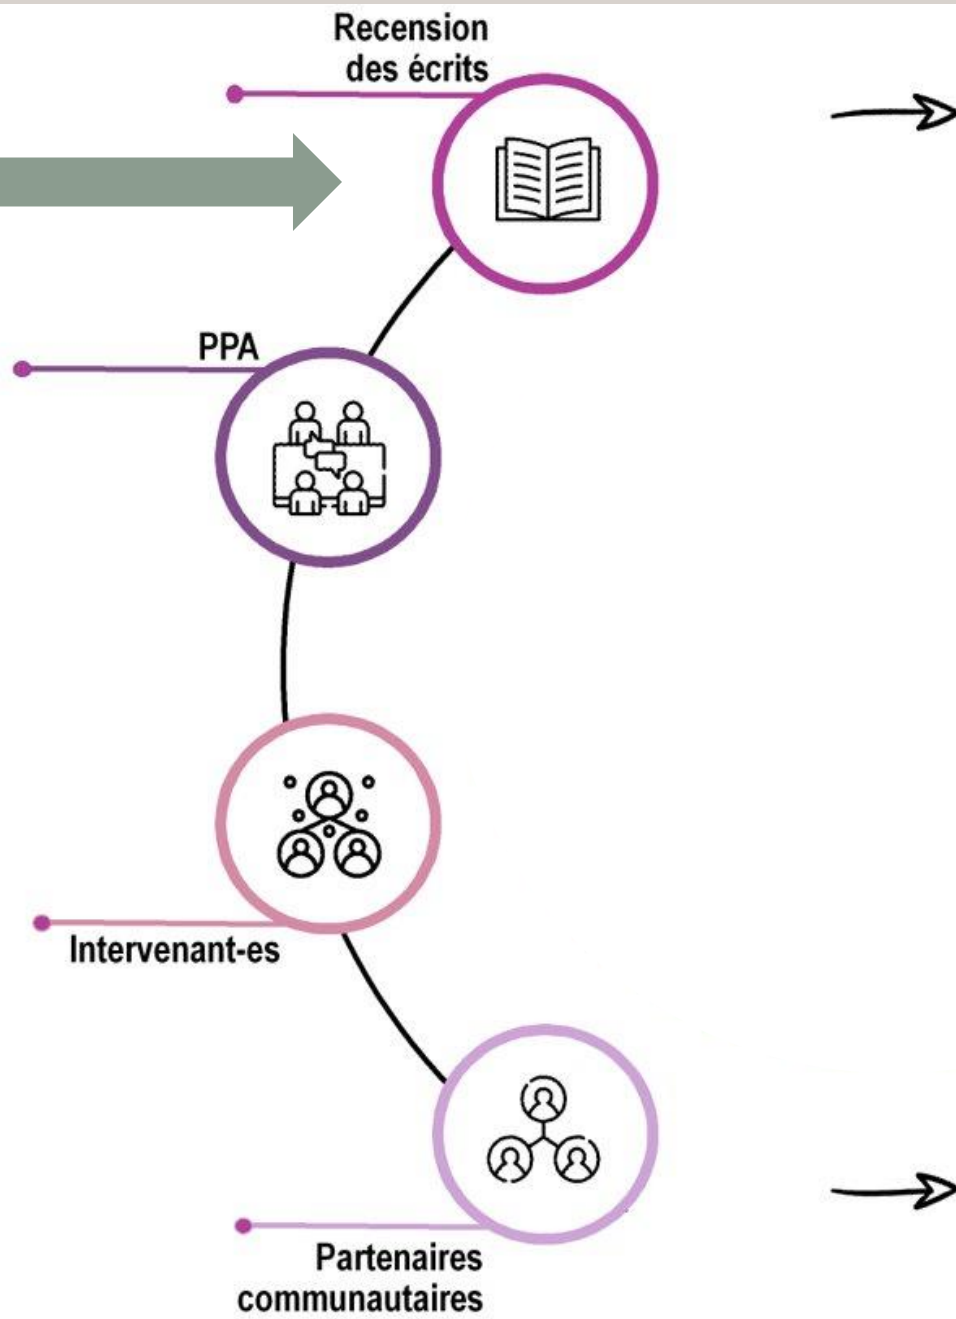 Recension
des écrits
PPA
Intervenant-es
Partenaires
communautaires